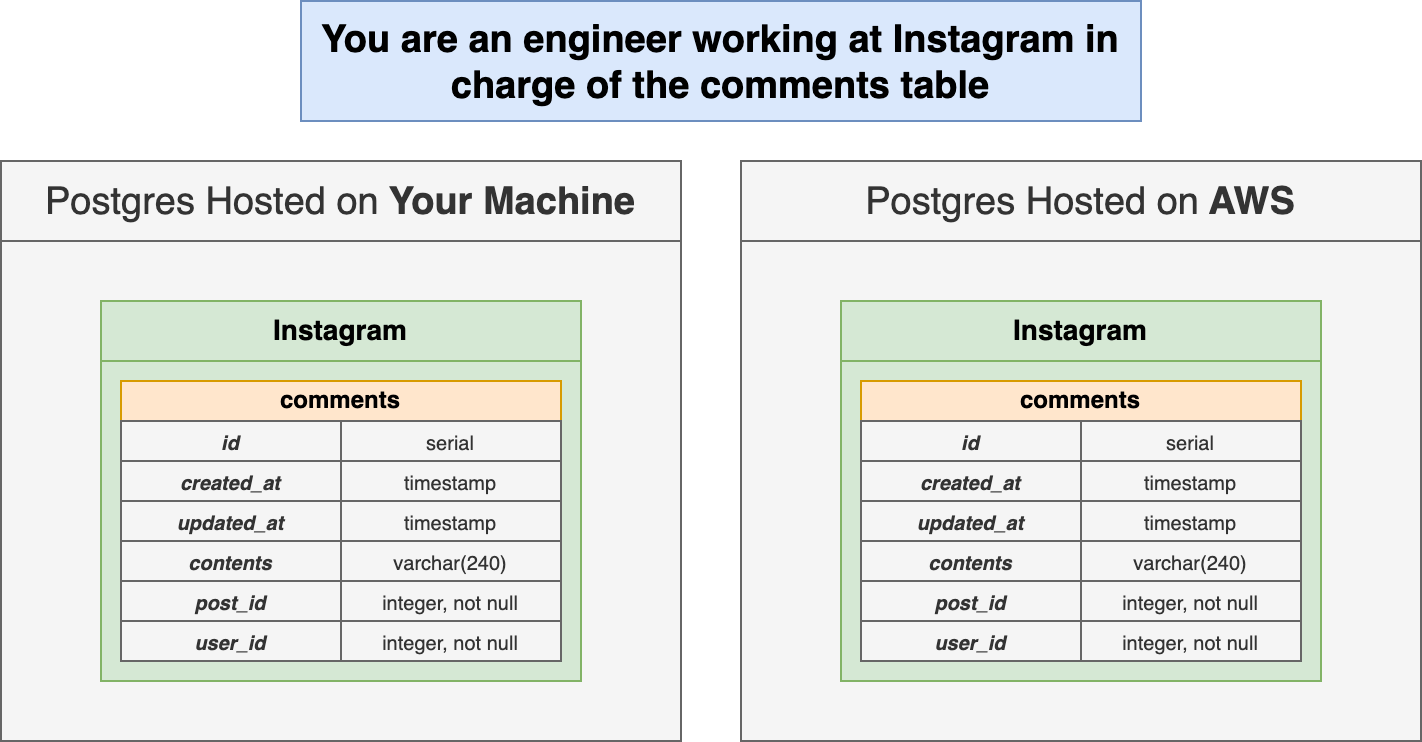 You are an engineer working at Instagram in
charge of the comments table
Postgres Hosted on Your Machine
Instagram
comments
id serial
created_at timestamp
updated_at timestamp
contents varchar(240)
post_id integer, not null
user_id integer, not null
Postgres Hosted on AWS
Instagram
comments
id serial
created_at timestamp
updated_at timestamp
contents varchar(240)
post_id integer, not null
user_id integer, not null